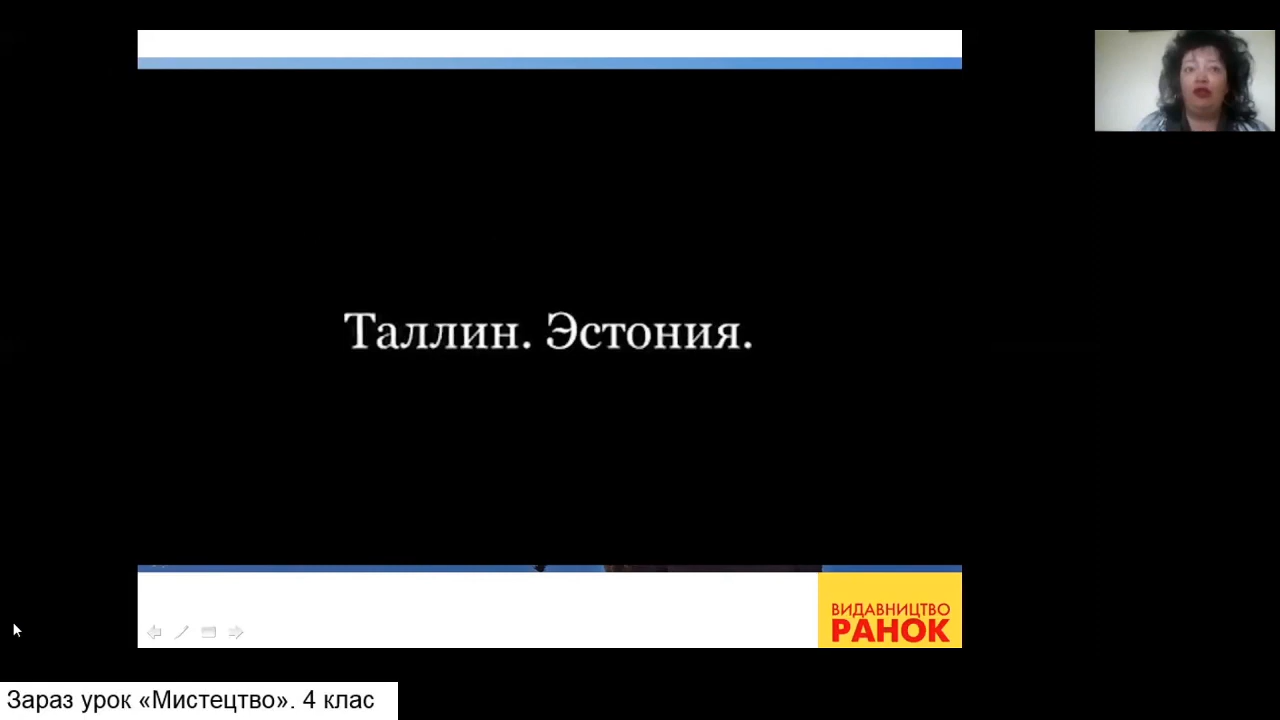 Таллин. Эстония.
ВИДАВНИЦТВО
РАНОК
Зараз урок «Мистецтво». 4 клас